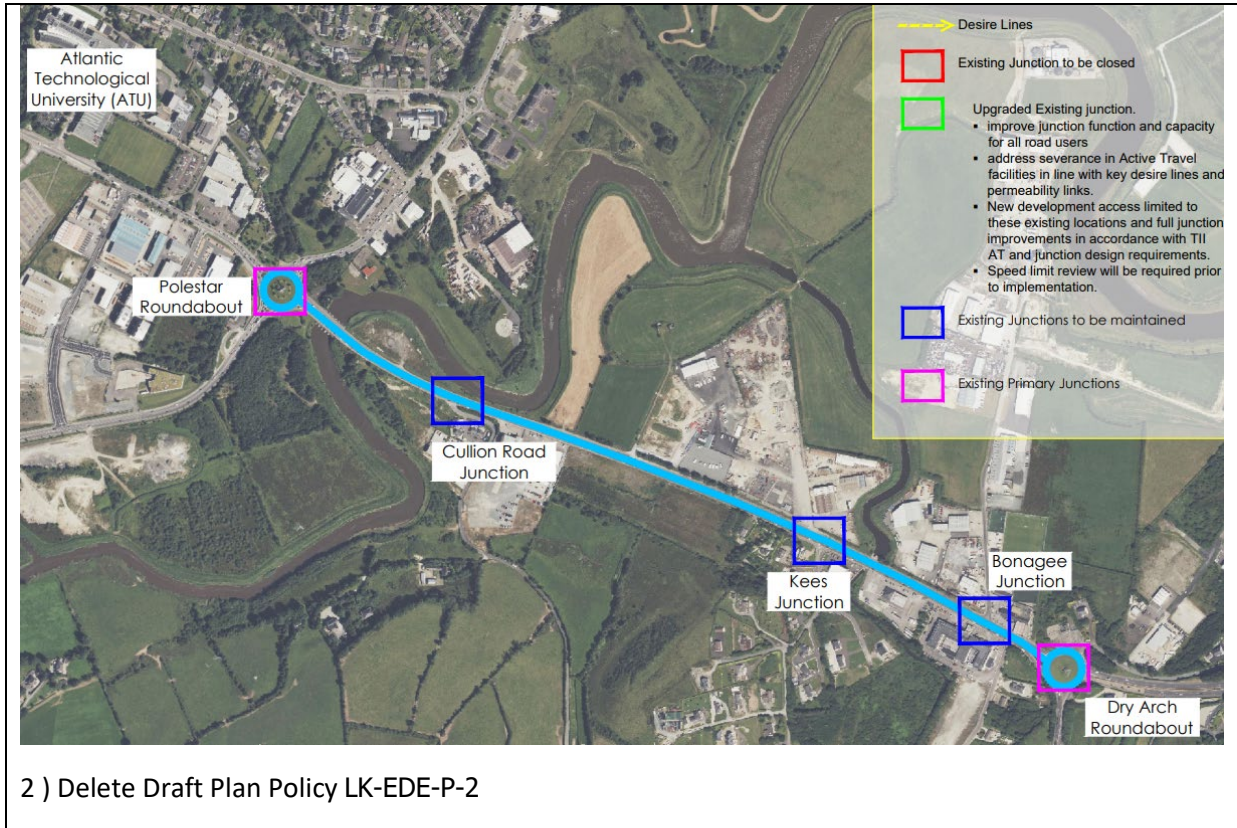 Atlantic
Technological
University (ATU)
Polestar
Roundabout
Cullion Road
Junction
Kees
Junction
Bonagee
Junction
Dry Arch
Roundabout
Desire Lines
Existing Junction to be closed
Upgraded Existing junction.
▪ improve junction function and capacity
for all road users
▪ address severance in Active Travel
facilities in line with key desire lines and
permeability links.
▪ New development access limited to
these existing locations and full junction
improvements in accordance with TII
AT and junction design requirements.
▪ Speed limit review will be required prior
to implementation.
Existing Junctions to be maintained
Existing Primary Junctions
2 ) Delete Draft Plan Policy LK-EDE-P-2